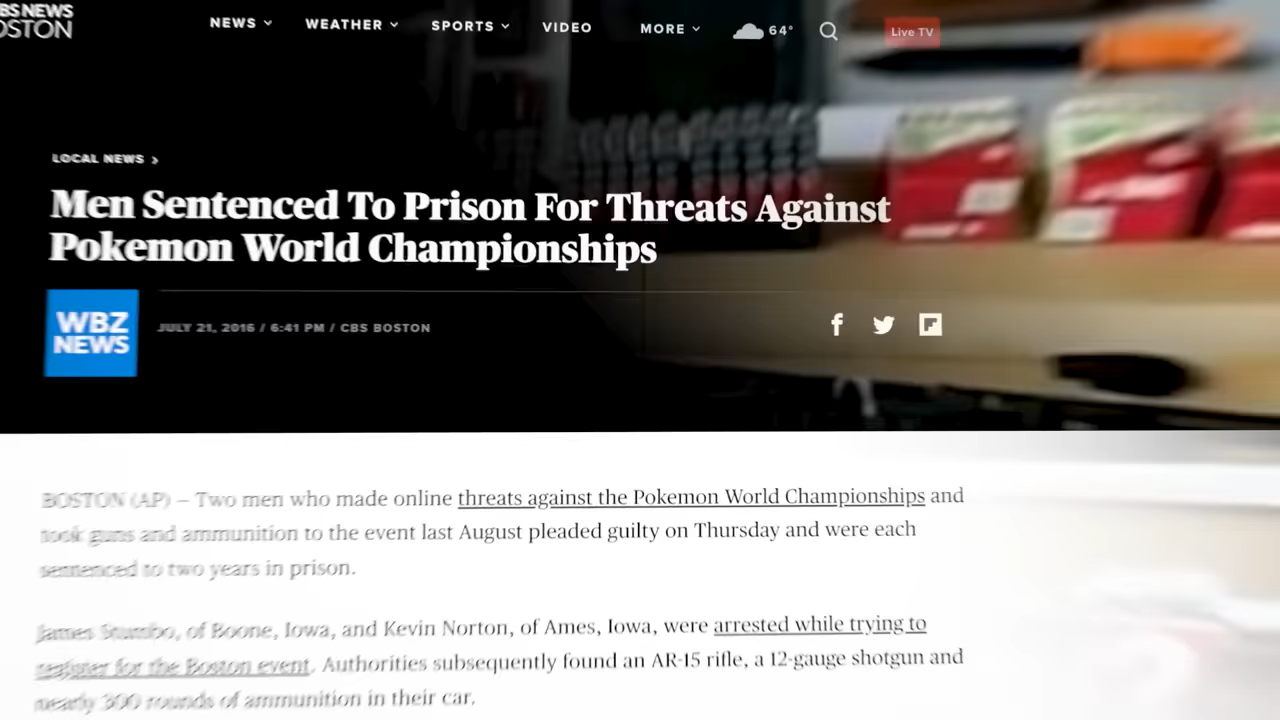 BS NEWS
OSTON
NEWS
WEATHER
SPORTS
VIDEO
MORE
64°
Live TV
LOCAL NEWS
Men Sentenced To Prison For Threats Against
Pokemon World Championships
WBZ
NEWS
JULY 21, 2016 / 6:41 PM / CBS BOSTON
BOSTON (AP) – Two men who made online threats against the Pokemon World Championships and
took guns and ammunition to the event last August pleaded guilty on Thursday and were each
sentenced to two years in prison.
James Stumbo, of Boone, Iowa, and Kevin Norton, of Ames, Iowa, were arrested while trying to
register for the Boston event. Authorities subsequently found an AR-15 rifle, a 12-gauge shotgun and
nearly 300 rounds of ammunition in their car.